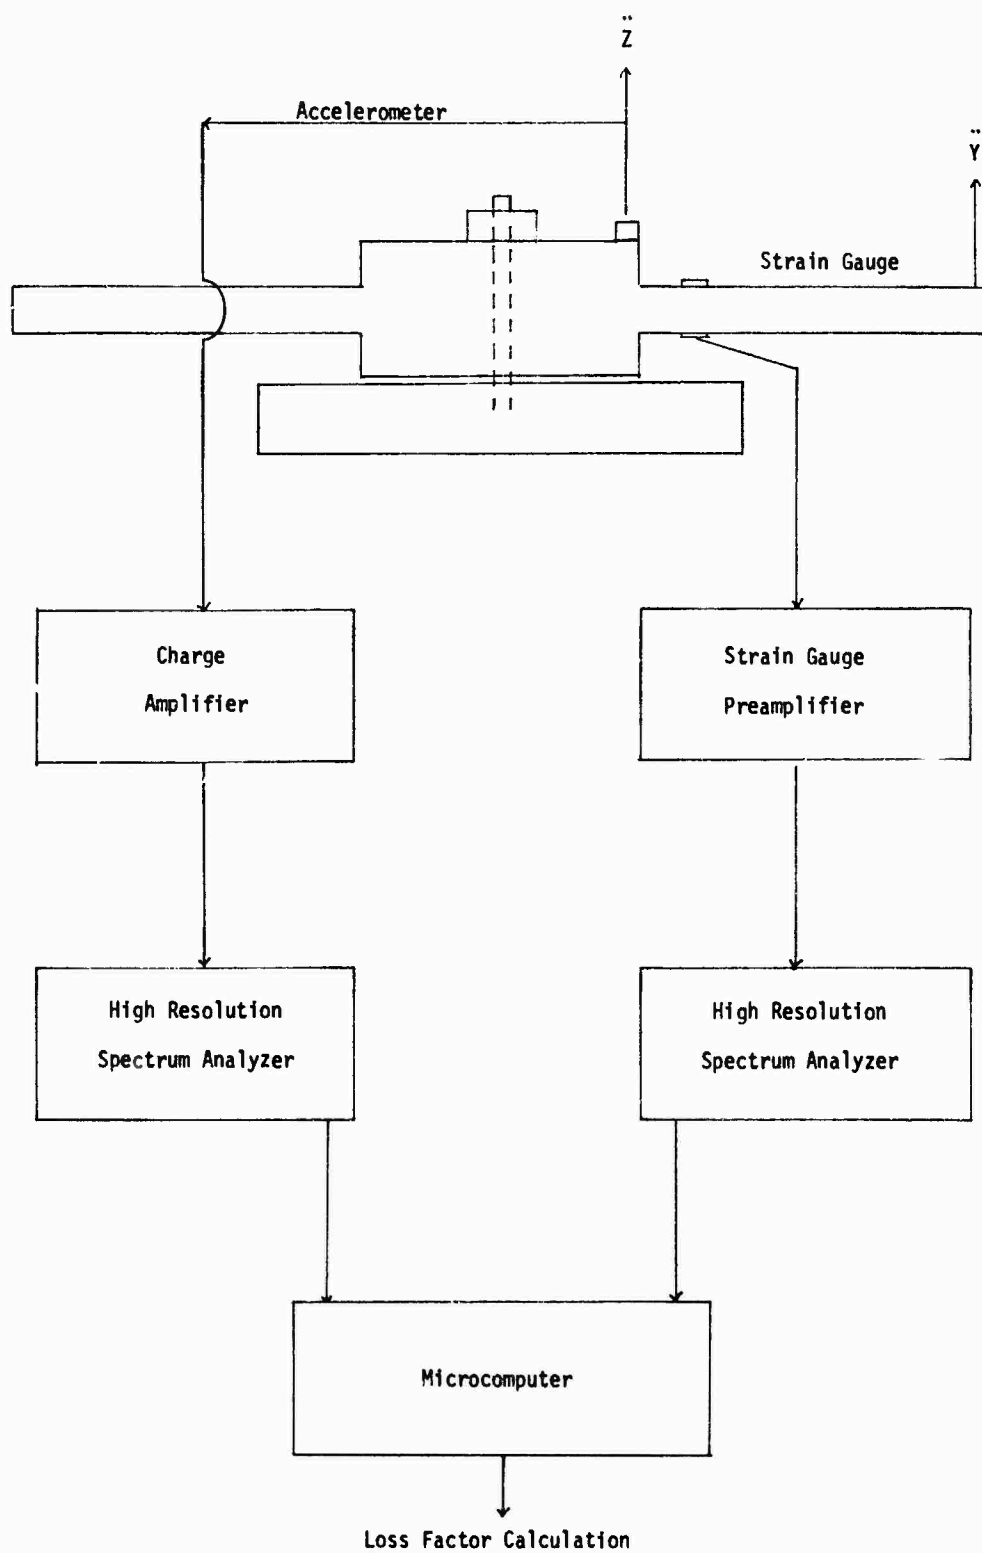 Z̈
Accelerometer
Ÿ
Strain Gauge
Charge
Amplifier
Strain Gauge
Preamplifier
High Resolution
Spectrum Analyzer
High Resolution
Spectrum Analyzer
Microcomputer
Loss Factor Calculation